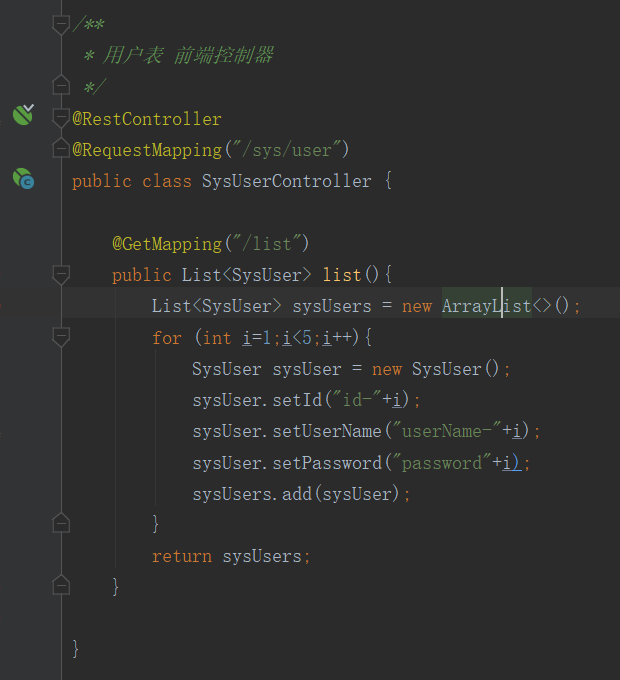 /**
 * 用户表 前端控制器
 */
@RestController
@RequestMapping("/sys/user")
public class SysUserController {
@GetMapping("/list")
public List<SysUser> list(){
List<SysUser> sysUsers = new ArrayList<>();
for (int i=1;i<5;i++){
SysUser sysUser = new SysUser();
sysUser.setId("id-"+i);
sysUser.setUserName("userName-"+i);
sysUser.setPassword("password"+i);
sysUsers.add(sysUser);
}
return sysUsers;
}
}